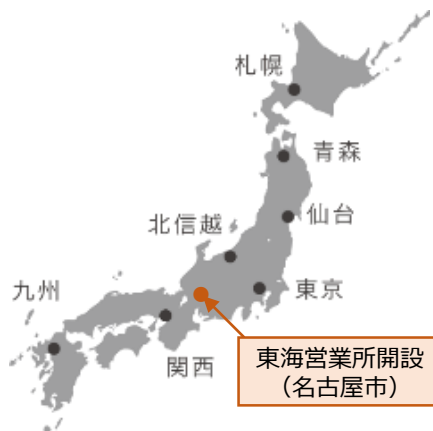 札幌
青森
仙台
北信越
東京
九州
関西
東海営業所開設
（名古屋市）